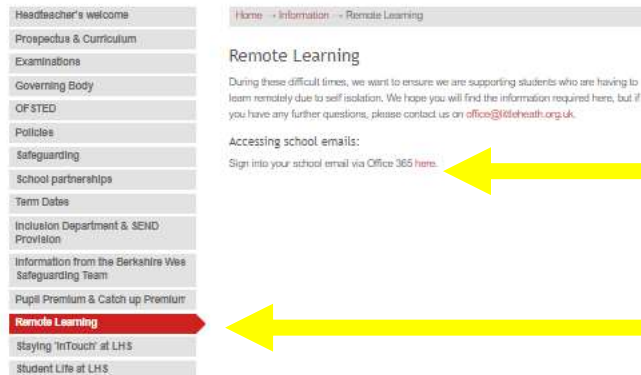 Headteacher's welcome
Prospectus & Curriculum
Examinations
Governing Body
OFSTED
Policies
Safeguarding
School partnerships
Term Dates
Inclusion Department & SEND
Provision
Information from the Berkshire Wes
Safeguarding Team
Pupil Premium & Catch up Premium
Remote Learning
Staying 'InTouch' at LHS
Student Life at LHS
Home → Information → Remote Learning
Remote Learning
During these difficult times, we want to ensure we are supporting students who are having to
learn remotely due to self isolation. We hope you will find the information required here, but if
you have any further questions, please contact us on office@littleheath.org.uk.
Accessing school emails:
Sign into your school email via Office 365 here.